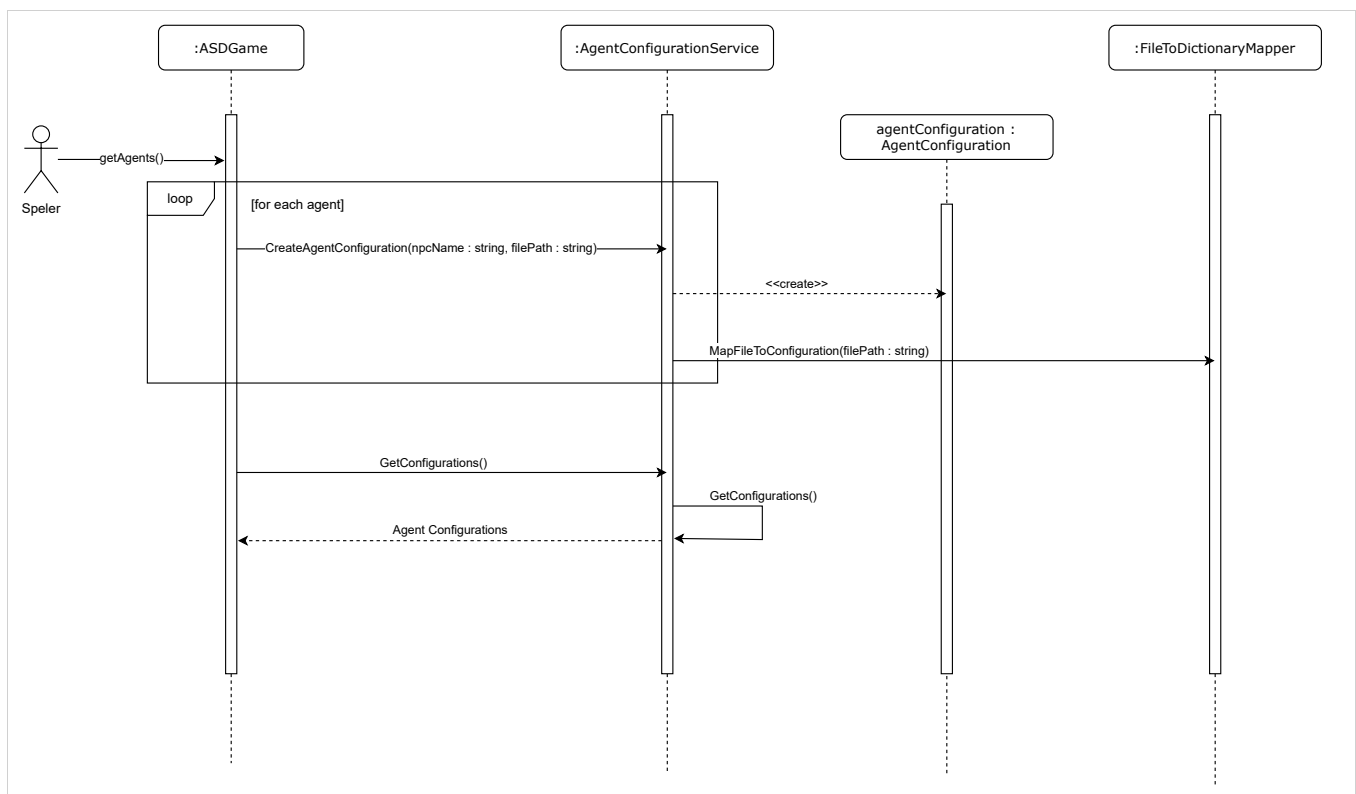 :ASDGame
:AgentConfigurationService
:FileToDictionaryMapper
agentConfiguration :
AgentConfiguration
getAgents()
Speler
loop
[for each agent]
CreateAgentConfiguration(npcName : string, filePath : string)
<<create>>
MapFileToConfiguration(filePath : string)
GetConfigurations()
GetConfigurations()
Agent Configurations